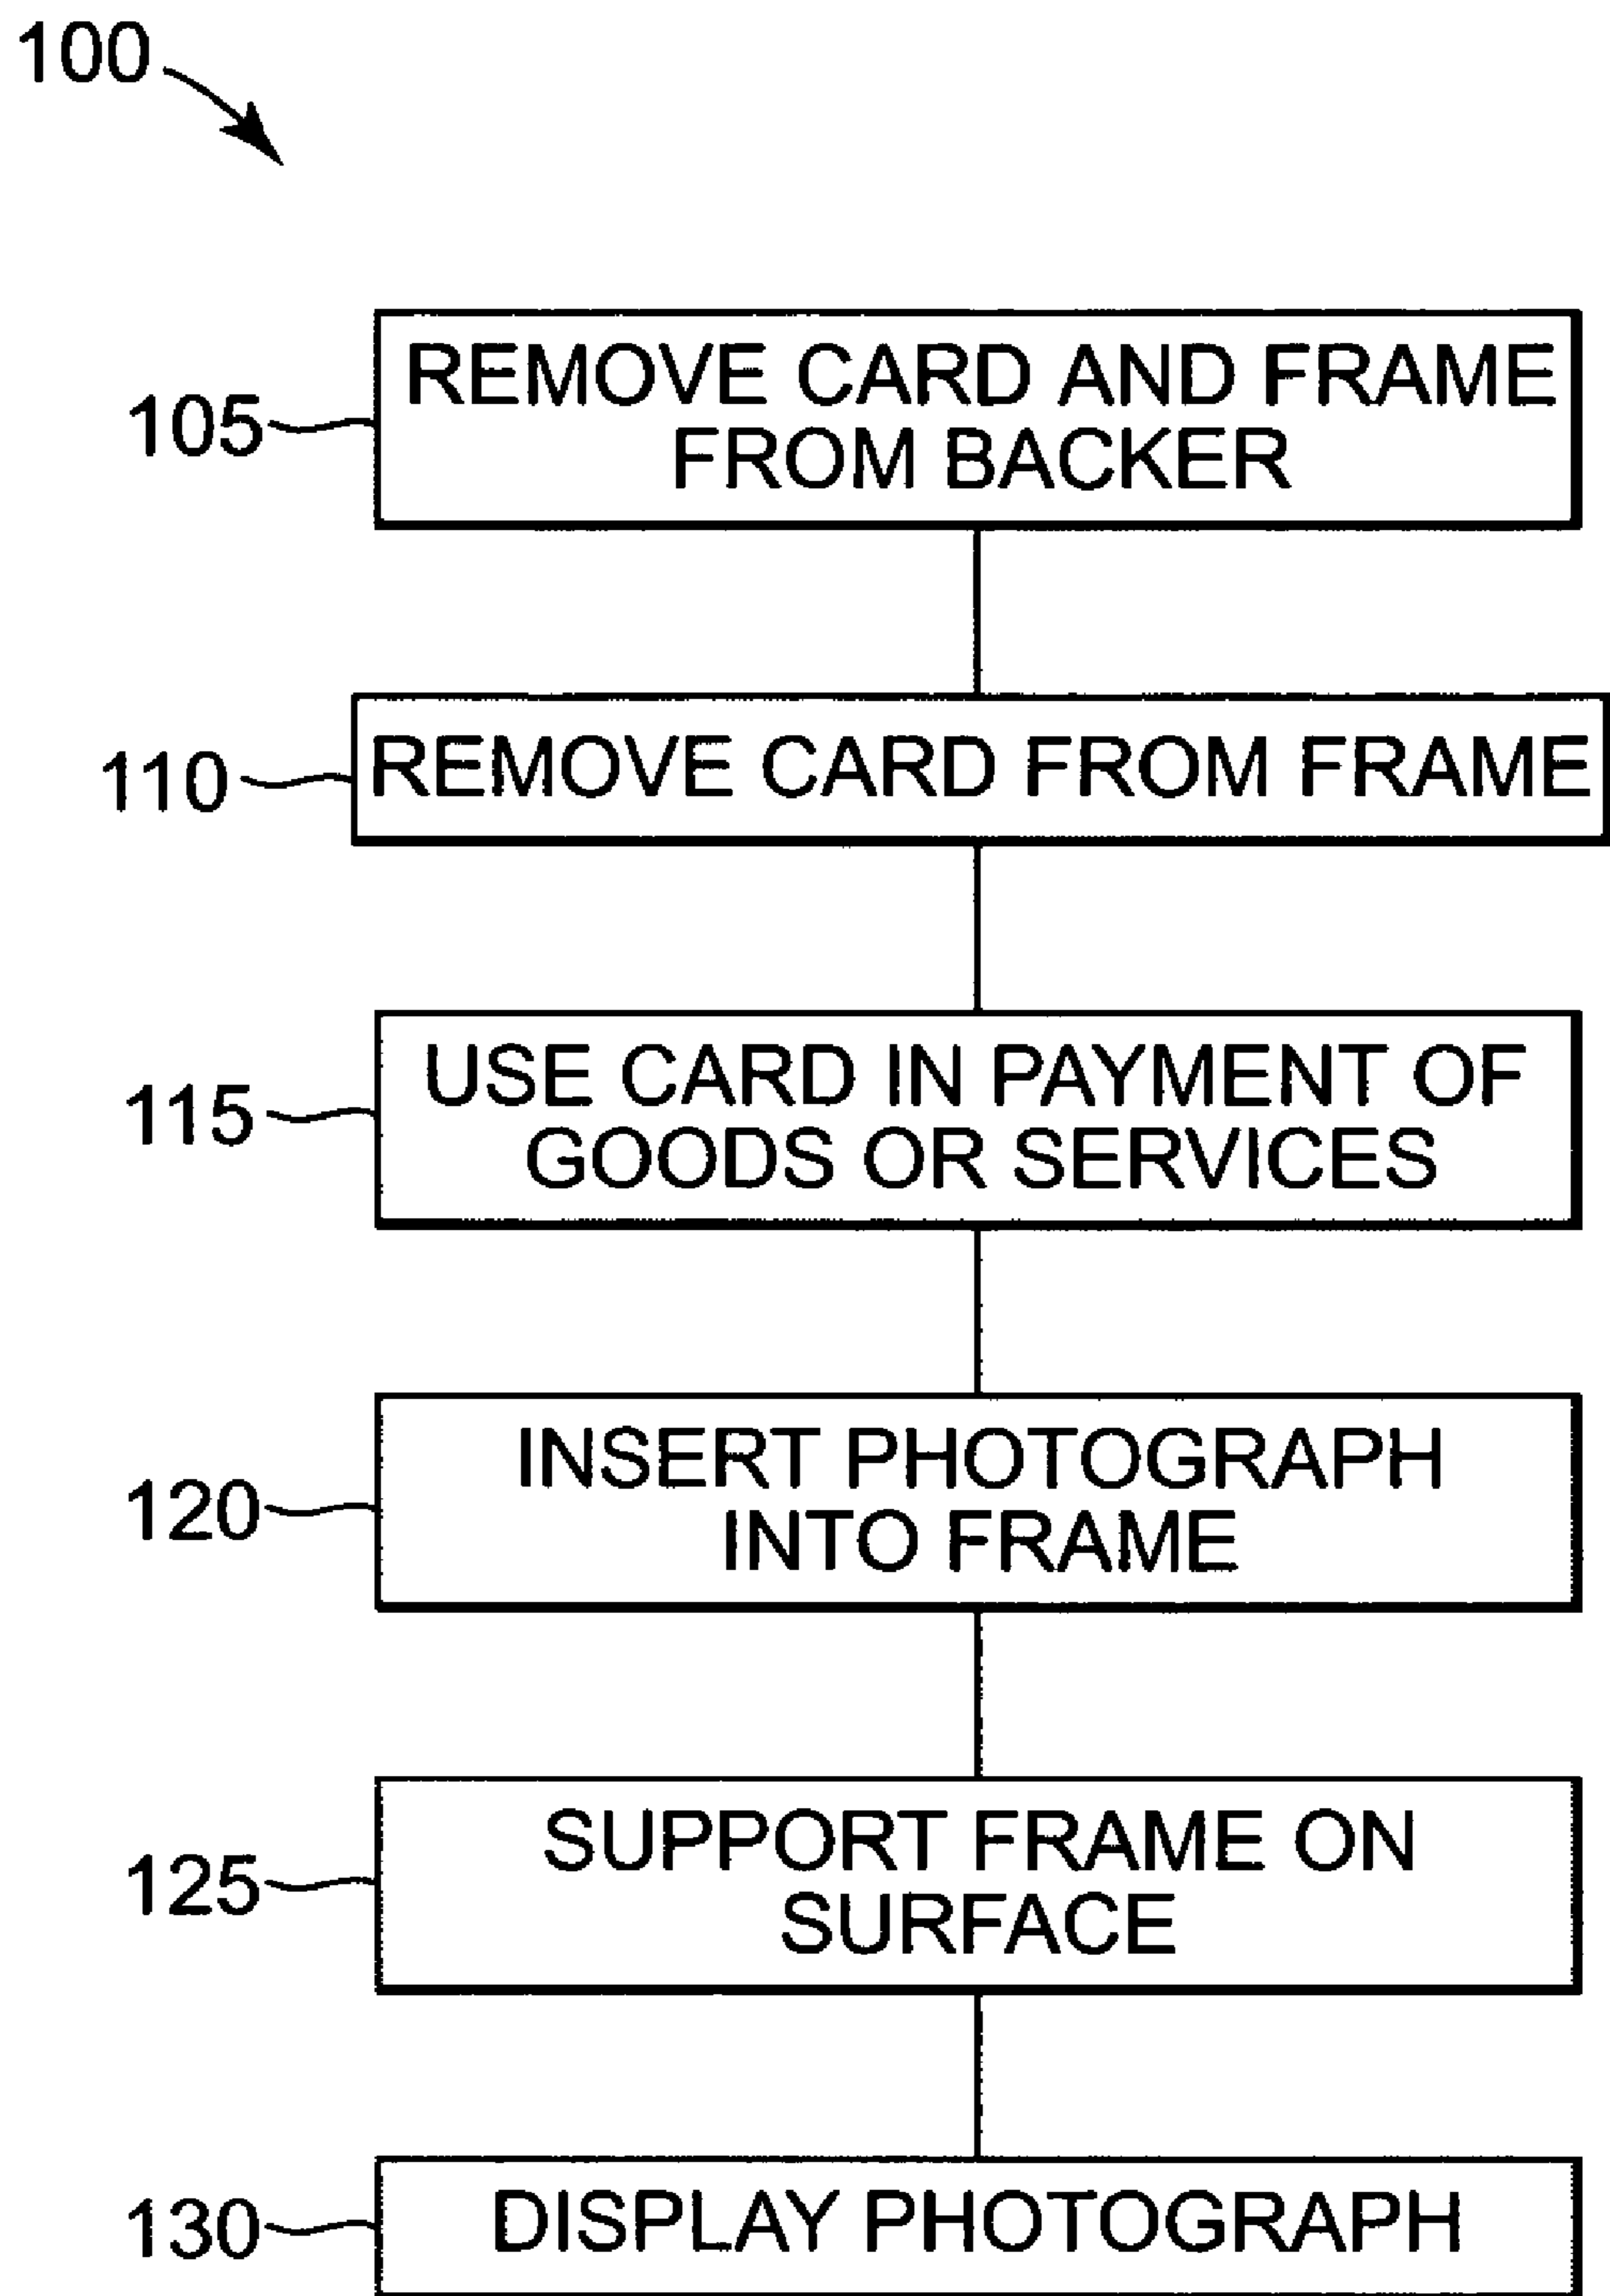 100
105
REMOVE CARD AND FRAME
FROM BACKER
110
REMOVE CARD FROM FRAME
115
USE CARD IN PAYMENT OF
GOODS OR SERVICES
120
INSERT PHOTOGRAPH
INTO FRAME
125
SUPPORT FRAME ON
SURFACE
130
DISPLAY PHOTOGRAPH